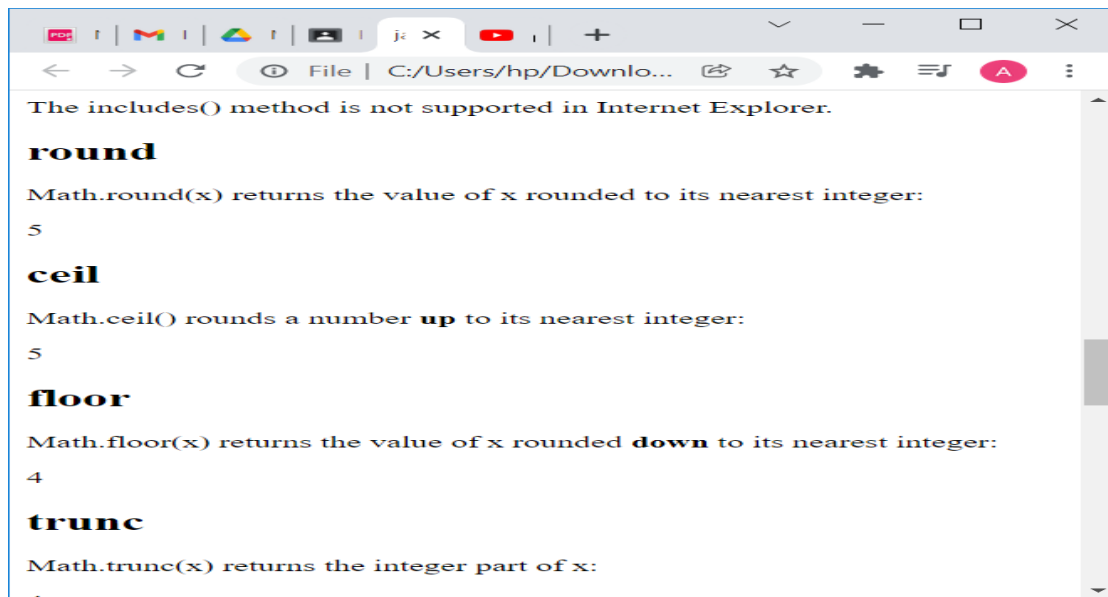 PDF
File | C:/Users/hp/Downlo...
A
The includes() method is not supported in Internet Explorer.
round
Math.round(x) returns the value of x rounded to its nearest integer:
5
ceil
Math.ceil() rounds a number up to its nearest integer:
5
floor
Math.floor(x) returns the value of x rounded down to its nearest integer:
4
trunc
Math.trunc(x) returns the integer part of x: